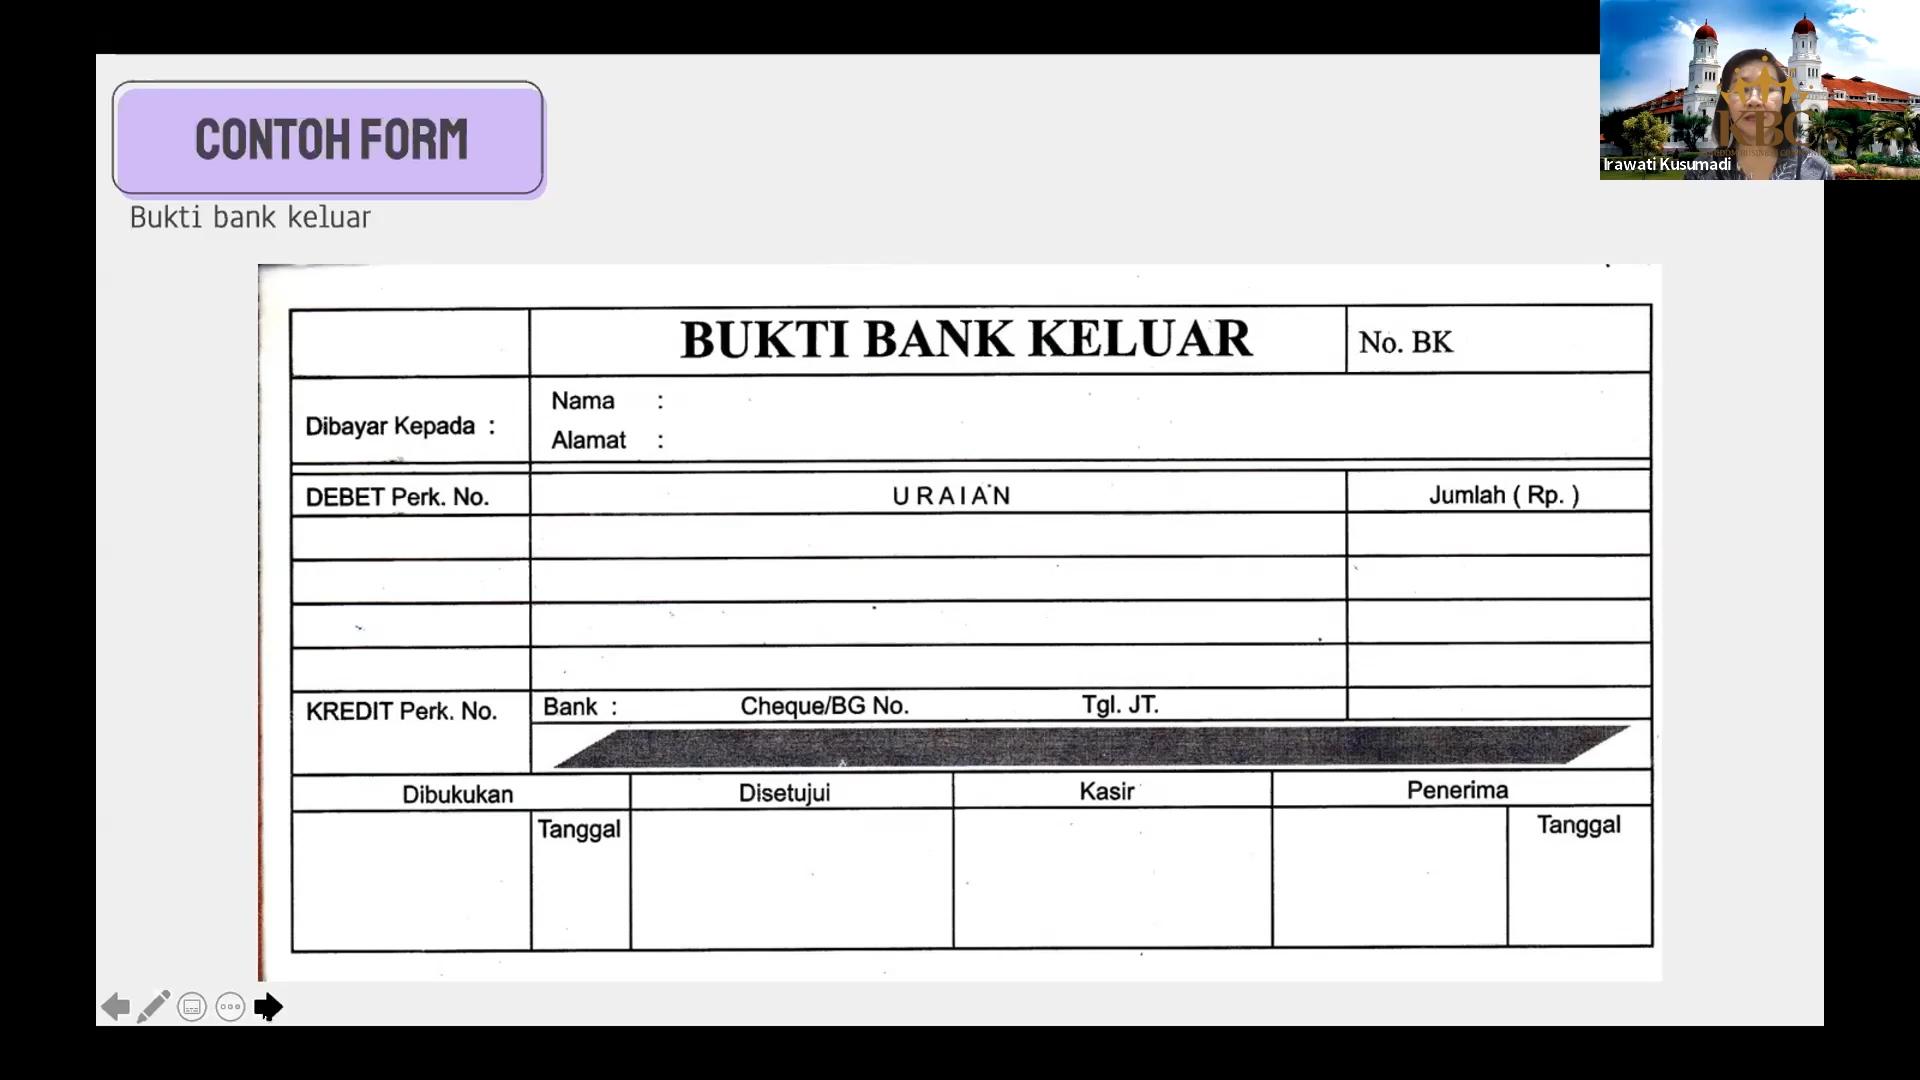 CONTOH FORM
Bukti bank keluar
BUKTI BANK KELUAR
No. BK
Dibayar Kepada :
Nama :
Alamat :
DEBET Perk. No.
URAIAN
Jumlah ( Rp. )
KREDIT Perk. No.
Bank :
Cheque/BG No.
Tgl. JT.
Dibukukan
Disetujui
Kasir
Penerima
Tanggal
Tanggal
KBC
Irawati Kusumadi